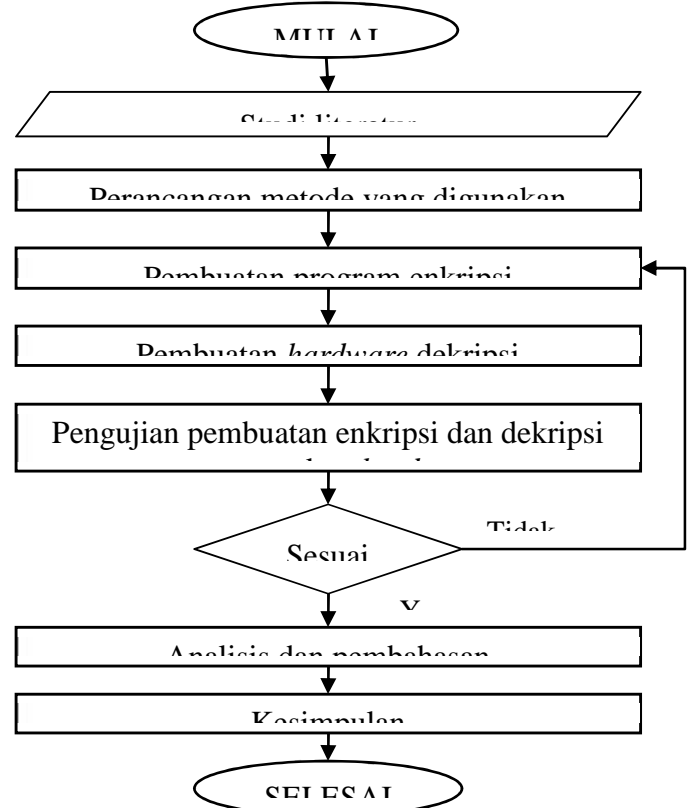 MULAI
Studi literatur
Perancangan metode yang digunakan
Pembuatan program enkripsi
Pembuatan hardware dekripsi
Pengujian pembuatan enkripsi dan dekripsi
Tidak
Sesuai
Y
Analisis dan pembahasan
Kesimpulan
SELESAI